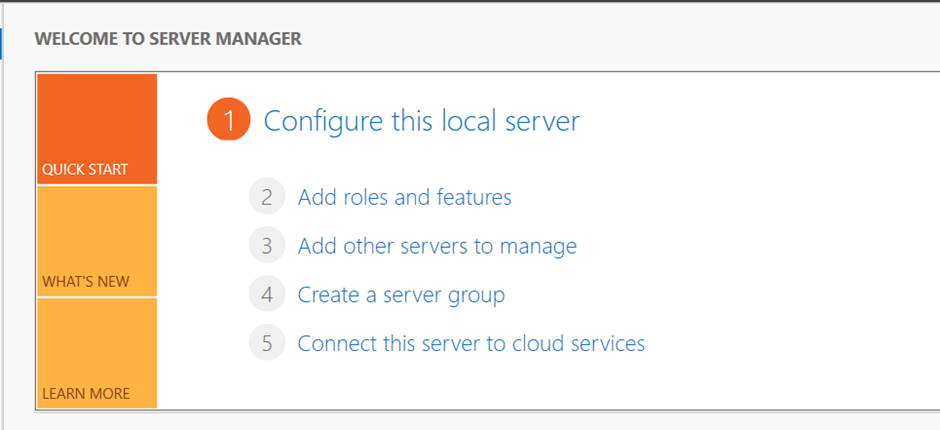 WELCOME TO SERVER MANAGER
QUICK START
1 Configure this local server
2 Add roles and features
3 Add other servers to manage
4 Create a server group
5 Connect this server to cloud services
WHAT'S NEW
LEARN MORE